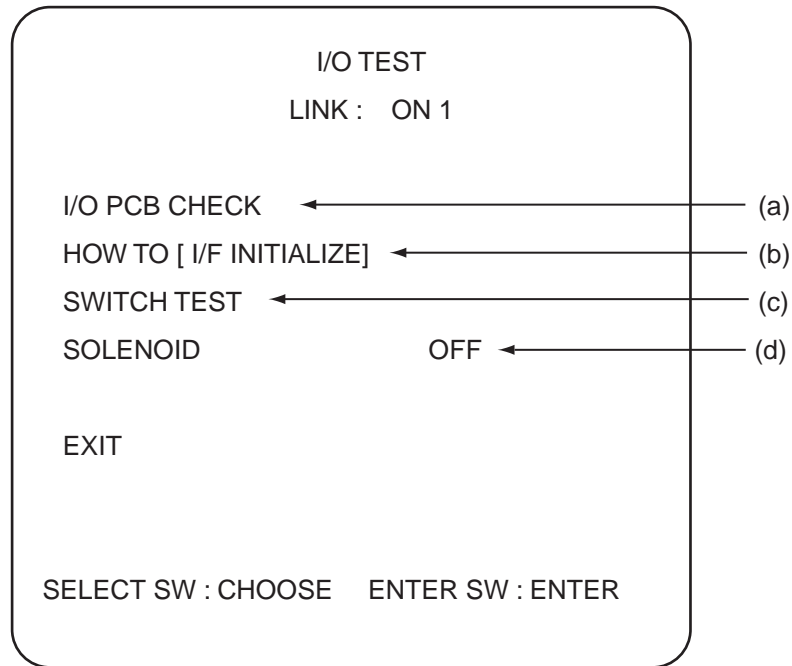 I/O TEST
LINK : ON 1
I/O PCB CHECK (a)
HOW TO [ I/F INITIALIZE] (b)
SWITCH TEST (c)
SOLENOID OFF (d)
EXIT
SELECT SW : CHOOSE ENTER SW : ENTER